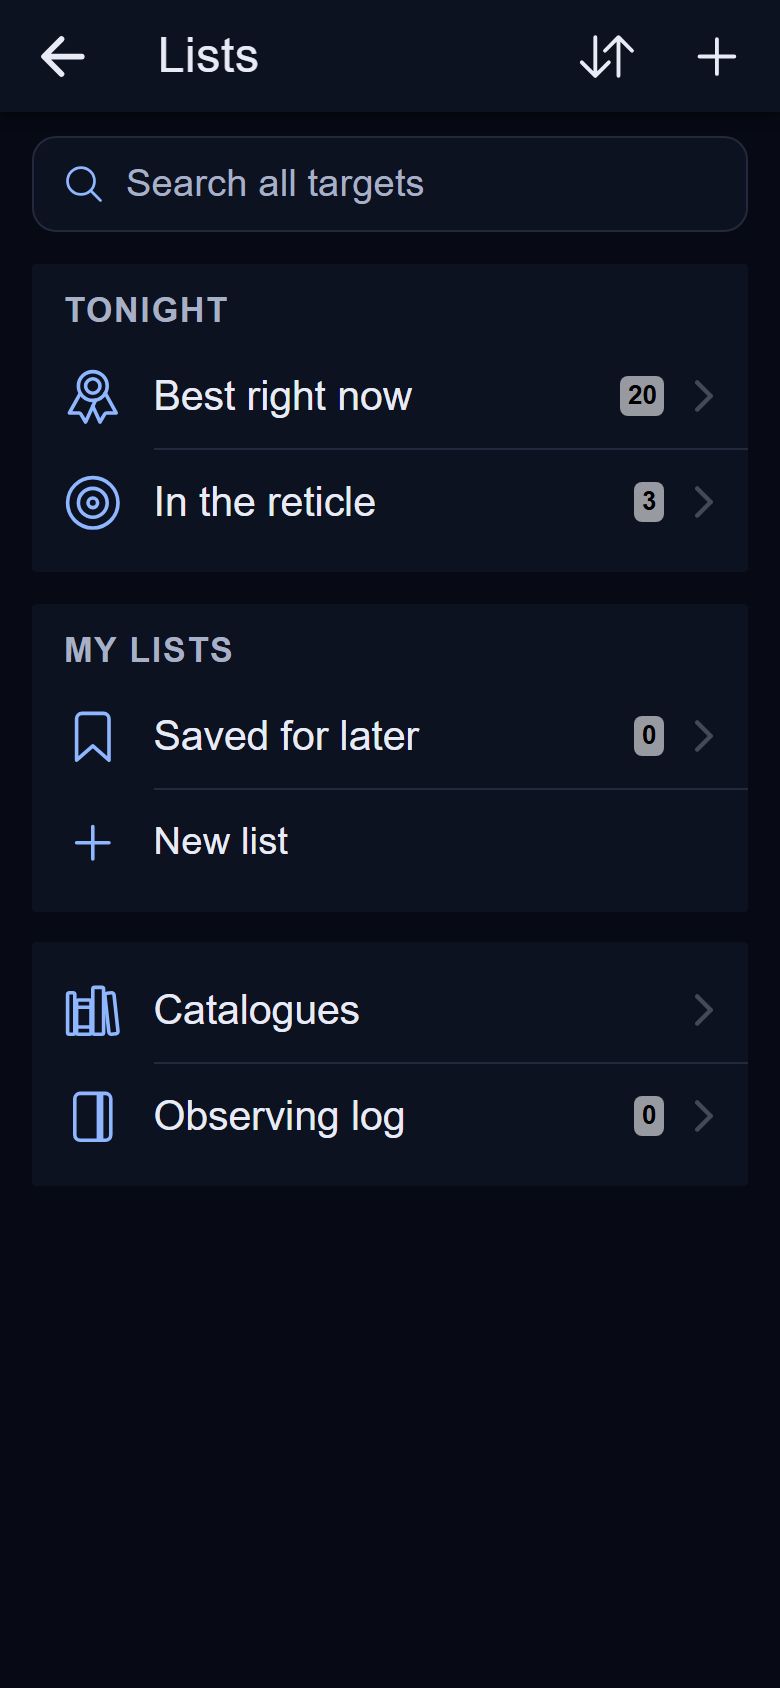 Lists
Search all targets
TONIGHT
Best right now 20
In the reticle 3
MY LISTS
Saved for later 0
New list
Catalogues
Observing log 0